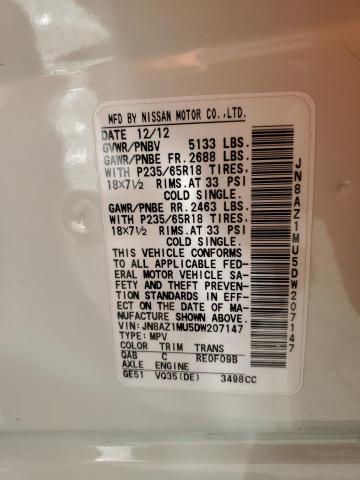 MFD BY NISSAN MOTOR CO.,LTD.
DATE 12/12
GVWR/PNBV 5133 LBS.
GAWR/PNBE FR. 2688 LBS.
WITH P235/65R18 TIRES,
18X7½ RIMS.AT 33 PSI
COLD SINGLE.
GAWR/PNBE RR. 2463 LBS.
WITH P235/65R18 TIRES,
18X7½ RIMS.AT 33 PSI
COLD SINGLE.
THIS VEHICLE CONFORMS
TO ALL APPLICABLE FED-
ERAL MOTOR VEHICLE SA-
FETY AND THEFT PREVEN-
TION STANDARDS IN EFF-
ECT ON THE DATE OF MA-
NUFACTURE SHOWN ABOVE.
VIN:JN8AZ1MU5DW207147
TYPE: MPV
COLOR TRIM TRANS
QAB C RE0F09B
AXLE ENGINE
GE51 VQ35(DE) 3498CC
JN8AZ1MU5DW207147